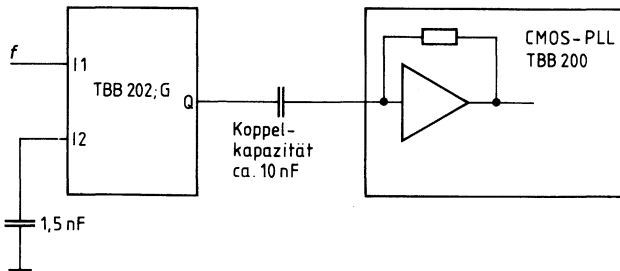 f
I1
TBB 202; G
Q
I2
1,5 nF
Koppel-
kapazität
ca. 10 nF
CMOS-PLL
TBB 200